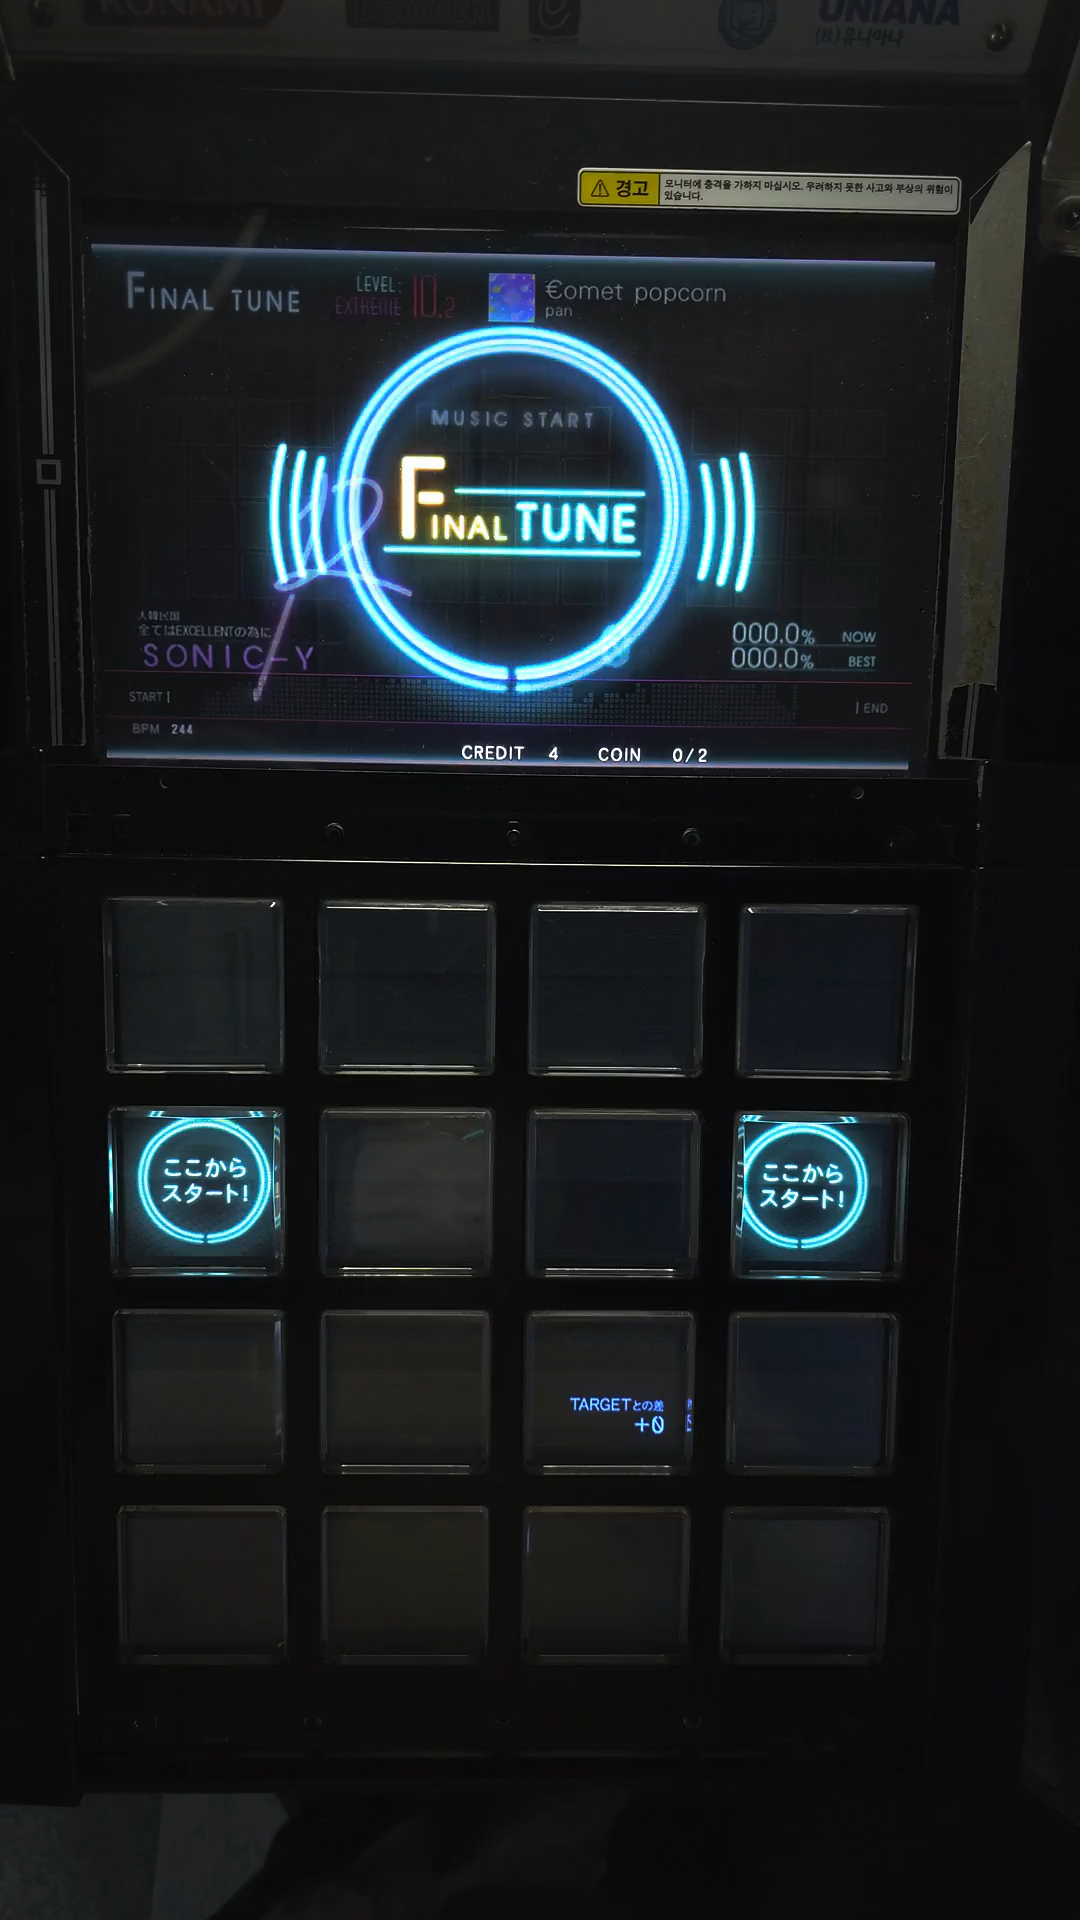 KONAMI
UNIANA
(株)유니아나
경고
모니터에 충격을 가하지 마십시오. 우려하지 못한 사고와 부상의 위험이
있습니다.
FINAL TUNE
LEVEL:
EXTREME 10.2
€omet popcorn
pan
MUSIC START
FINAL TUNE
大韓民国
全てはEXCELLENTの為に
SONIC-Y
000.0% NOW
000.0% BEST
START
END
BPM 244
CREDIT 4 COIN 0/2
ここから
スタート!
ここから
スタート!
TARGETとの差
+0